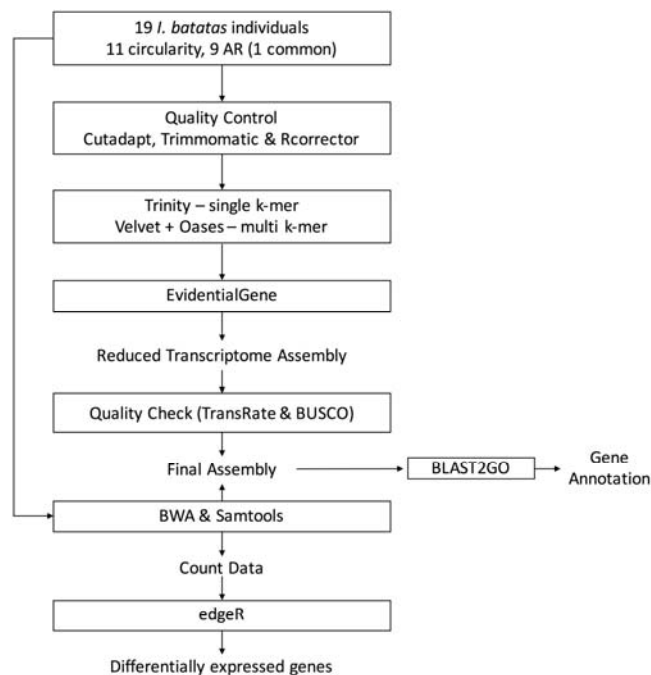 19 I. batatas individuals
11 circularity, 9 AR (1 common)
Quality Control
Cutadapt, Trimmomatic & Rcorrector
Trinity – single k-mer
Velvet + Oases – multi k-mer
EvidentialGene
Reduced Transcriptome Assembly
Quality Check (TransRate & BUSCO)
Final Assembly
BLAST2GO
Gene
Annotation
BWA & Samtools
Count Data
edgeR
Differentially expressed genes